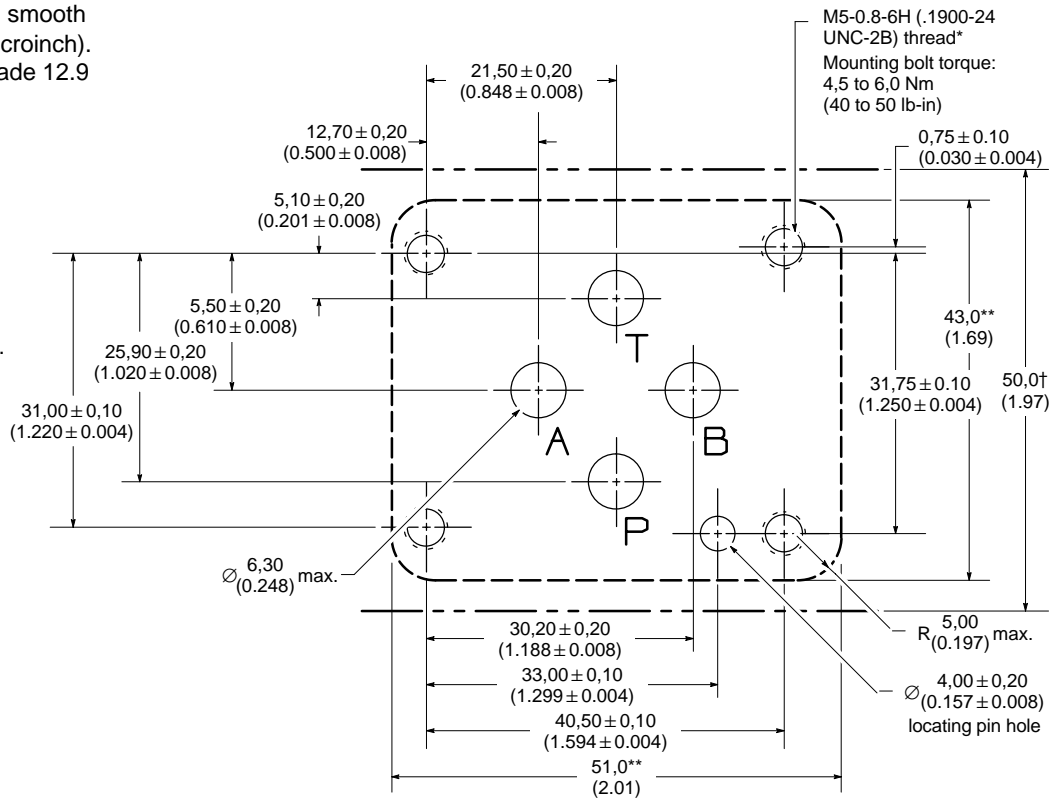 smooth
croinch).
ade 12.9
.
M5-0.8-6H (.1900-24
UNC-2B) thread*
Mounting bolt torque:
4,5 to 6,0 Nm
(40 to 50 lb-in)
21,50 ± 0,20
(0.848 ± 0.008)
12,70 ± 0,20
(0.500 ± 0.008)
0,75 ± 0.10
(0.030 ± 0.004)
5,10 ± 0,20
(0.201 ± 0.008)
5,50 ± 0,20
(0.610 ± 0.008)
T
43,0**
(1.69)
25,90 ± 0,20
(1.020 ± 0.008)
31,75 ± 0.10
(1.250 ± 0.004)
50,0†
(1.97)
31,00 ± 0,10
(1.220 ± 0.004)
A
B
P
∅ 6,30
(0.248) max.
30,20 ± 0,20
(1.188 ± 0.008)
R 5,00
(0.197) max.
33,00 ± 0,10
(1.299 ± 0.004)
∅ 4,00 ± 0,20
(0.157 ± 0.008)
locating pin hole
40,50 ± 0,10
(1.594 ± 0.004)
51,0**
(2.01)